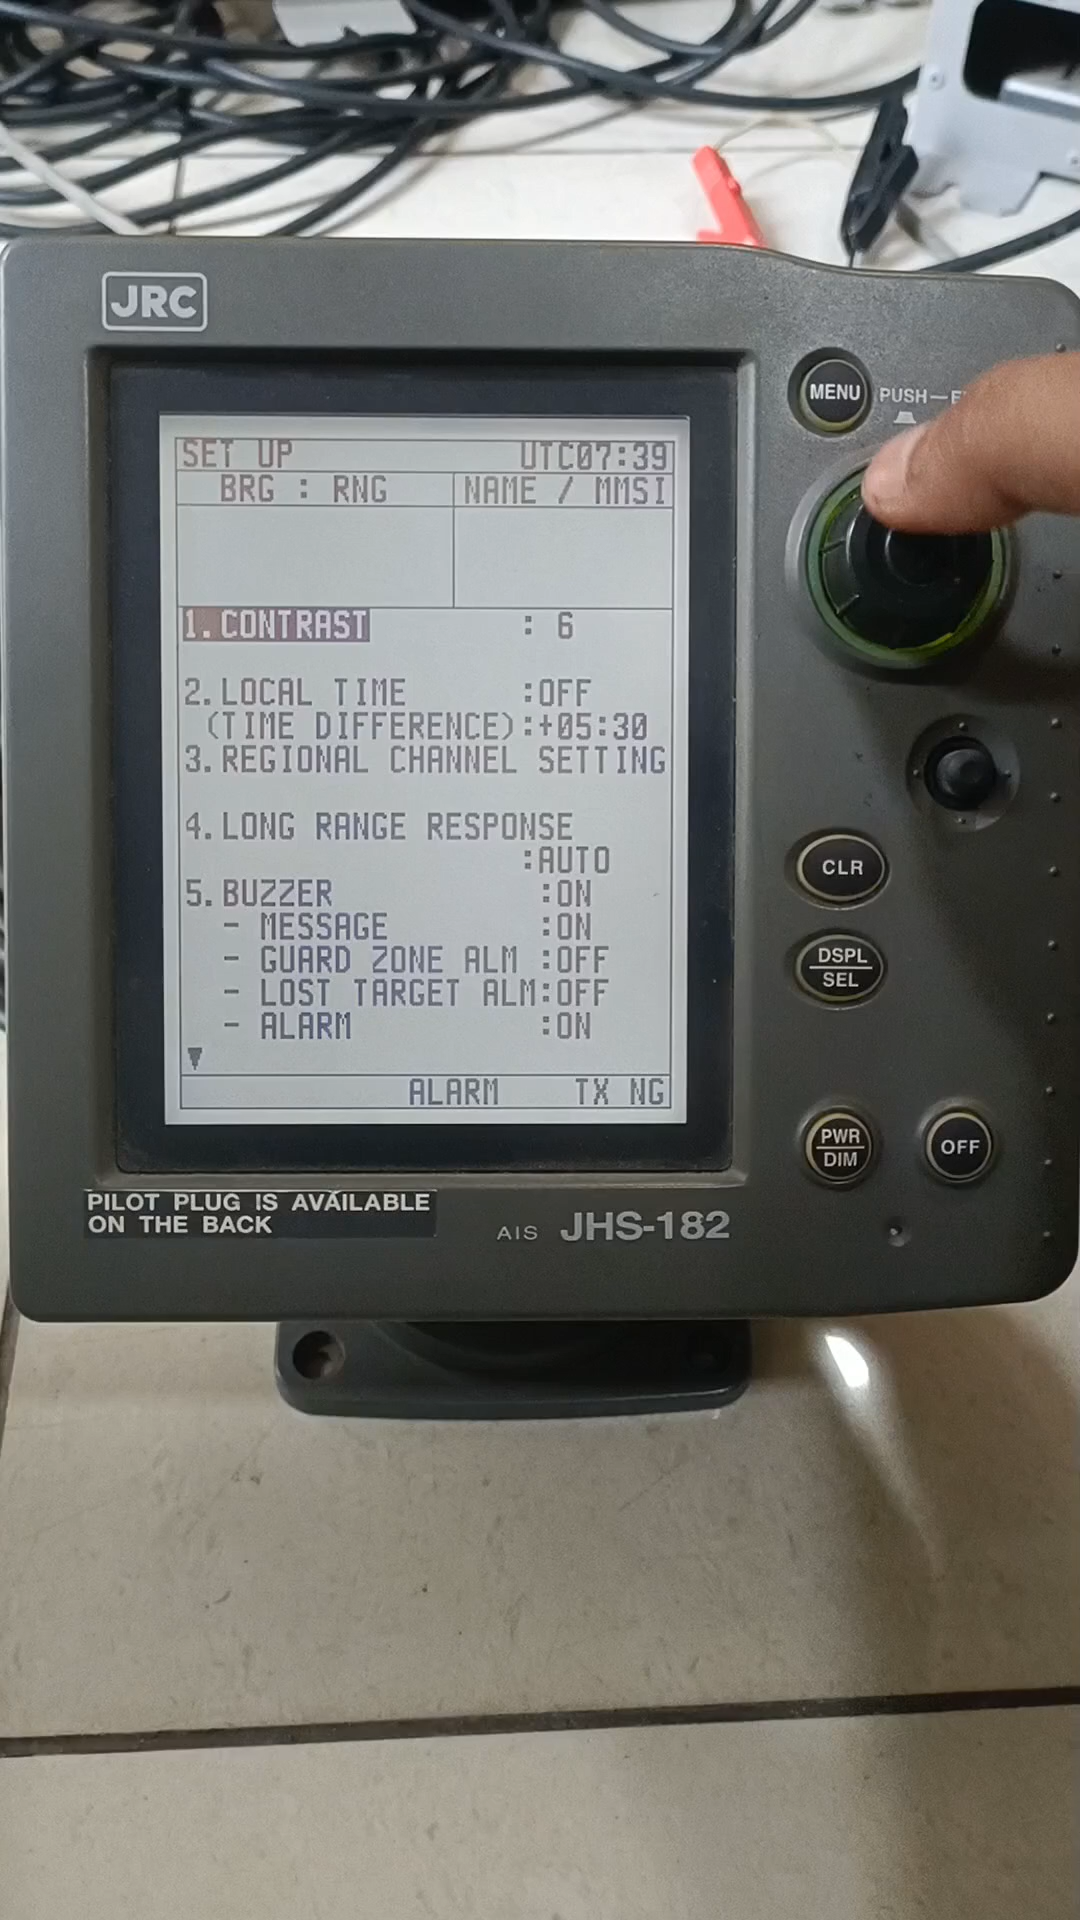 JRC
MENU
PUSH—E
SET UP UTC07:39
BRG : RNG NAME / MMSI
1.CONTRAST : 6
2.LOCAL TIME :OFF
(TIME DIFFERENCE):+05:30
3.REGIONAL CHANNEL SETTING
4.LONG RANGE RESPONSE
:AUTO
5.BUZZER :ON
- MESSAGE :ON
- GUARD ZONE ALM :OFF
- LOST TARGET ALM:OFF
- ALARM :ON
▼
ALARM TX NG
CLR
DSPL
SEL
PWR
DIM
OFF
PILOT PLUG IS AVAILABLE
ON THE BACK
AIS JHS-182